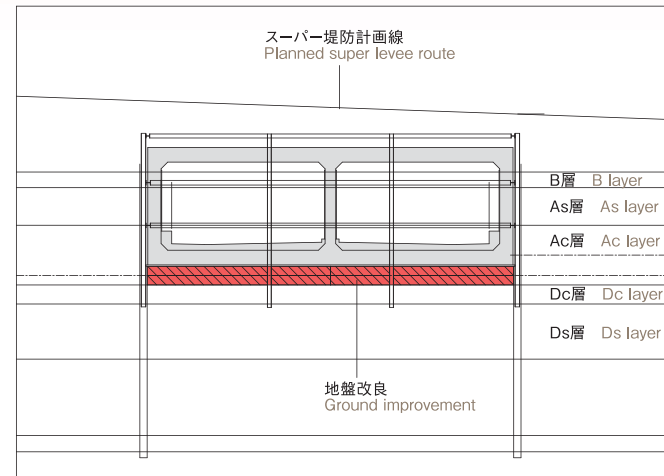 スーパー堤防計画線
Planned super levee route
B層 B layer
As層 As layer
Ac層 Ac layer
Dc層 Dc layer
Ds層 Ds layer
地盤改良
Ground improvement